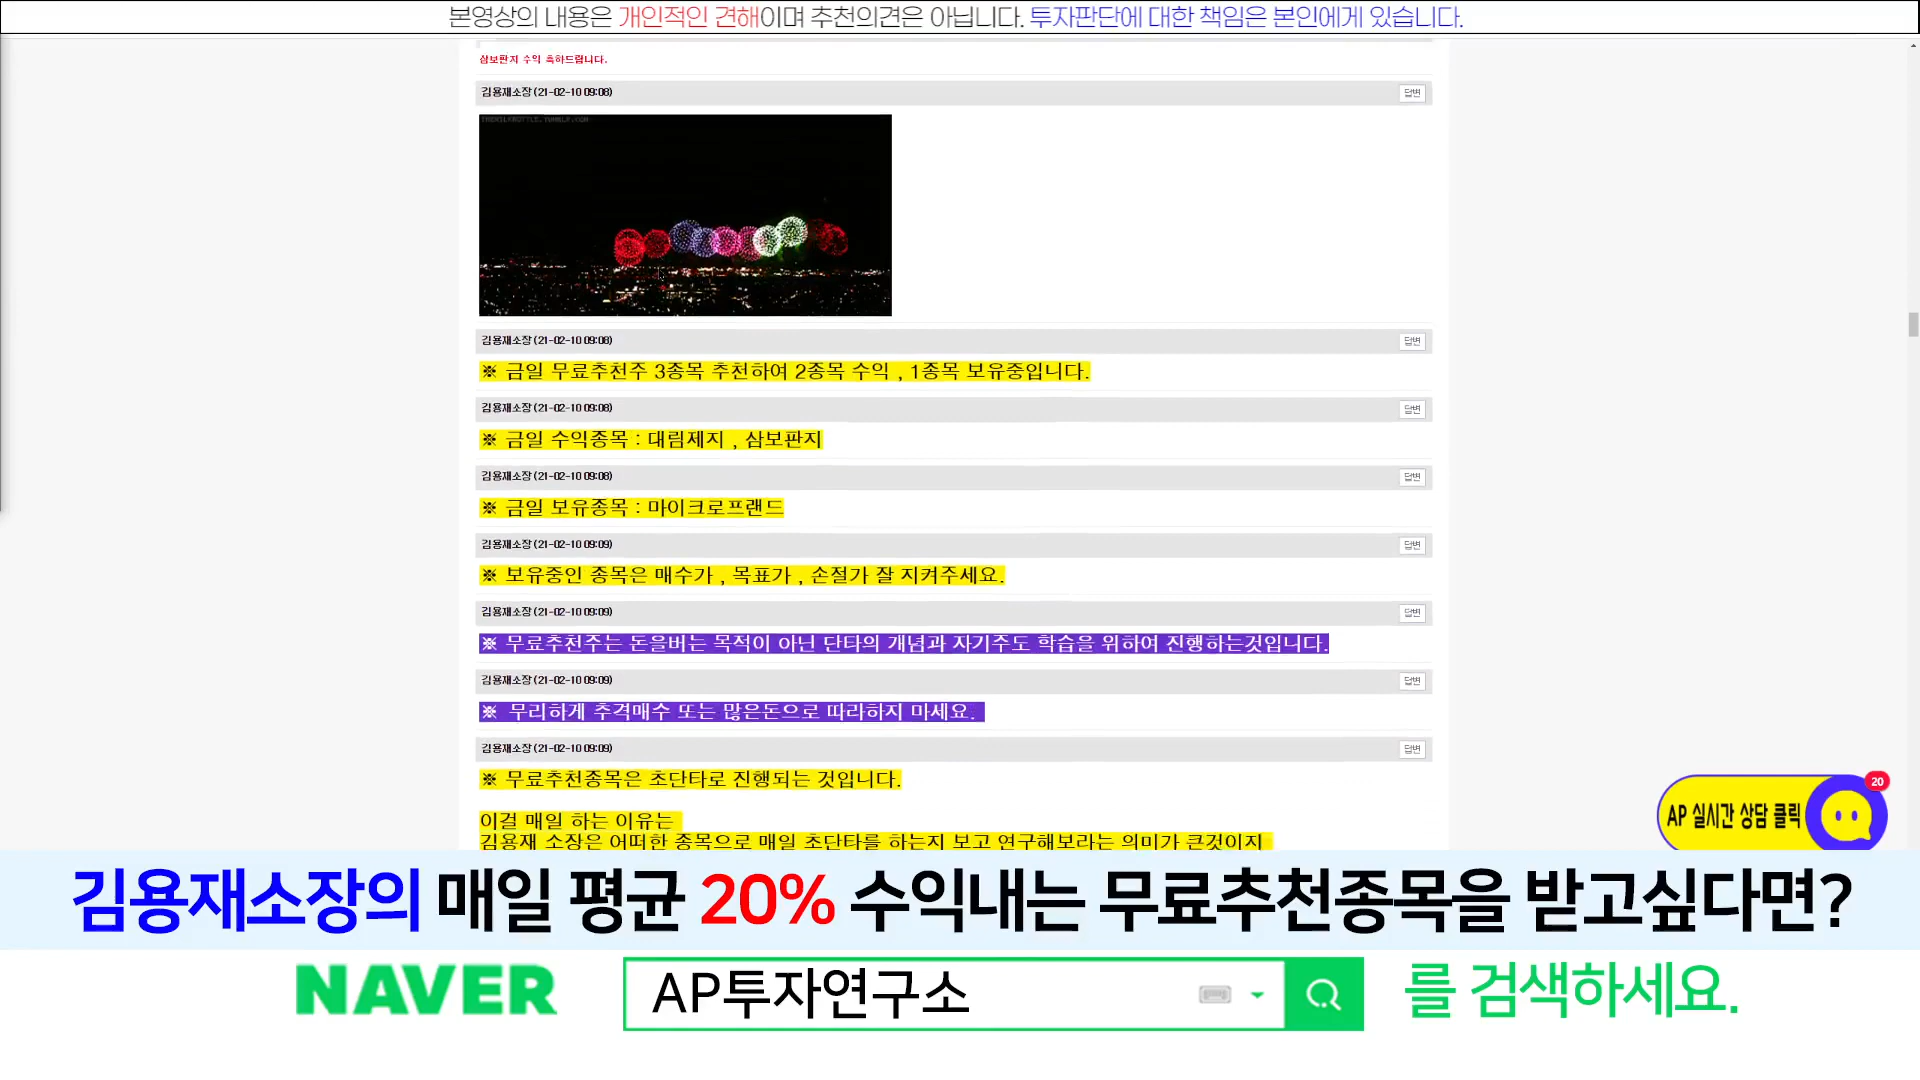 본영상의 내용은 개인적인 견해이며 추천의견은 아닙니다. 투자판단에 대한 책임은 본인에게 있습니다.
삼보판지 수익 축하드립니다.
김용재소장 (21-02-10 09:08) 답변
THEMILKBOTTLE.TUMBLR.COM
김용재소장 (21-02-10 09:08) 답변
※ 금일 무료추천주 3종목 추천하여 2종목 수익 , 1종목 보유중입니다.
김용재소장 (21-02-10 09:08) 답변
※ 금일 수익종목 : 대림제지 , 삼보판지
김용재소장 (21-02-10 09:08) 답변
※ 금일 보유종목 : 마이크로프랜드
김용재소장 (21-02-10 09:09) 답변
※ 보유중인 종목은 매수가 , 목표가 , 손절가 잘 지켜주세요.
김용재소장 (21-02-10 09:09) 답변
※ 무료추천주는 돈을버는 목적이 아닌 단타의 개념과 자기주도 학습을 위하여 진행하는것입니다.
김용재소장 (21-02-10 09:09) 답변
※ 무리하게 추격매수 또는 많은돈으로 따라하지 마세요.
김용재소장 (21-02-10 09:09) 답변
※ 무료추천종목은 초단타로 진행되는 것입니다.
이걸 매일 하는 이유는
김용재 소장은 어떠한 종목으로 매일 초단타를 하는지 보고 연구해보라는 의미가 큰것이지
20
AP 실시간 상담 클릭
김용재소장의 매일 평균 20% 수익내는 무료추천종목을 받고싶다면?
NAVER AP투자연구소 를 검색하세요.